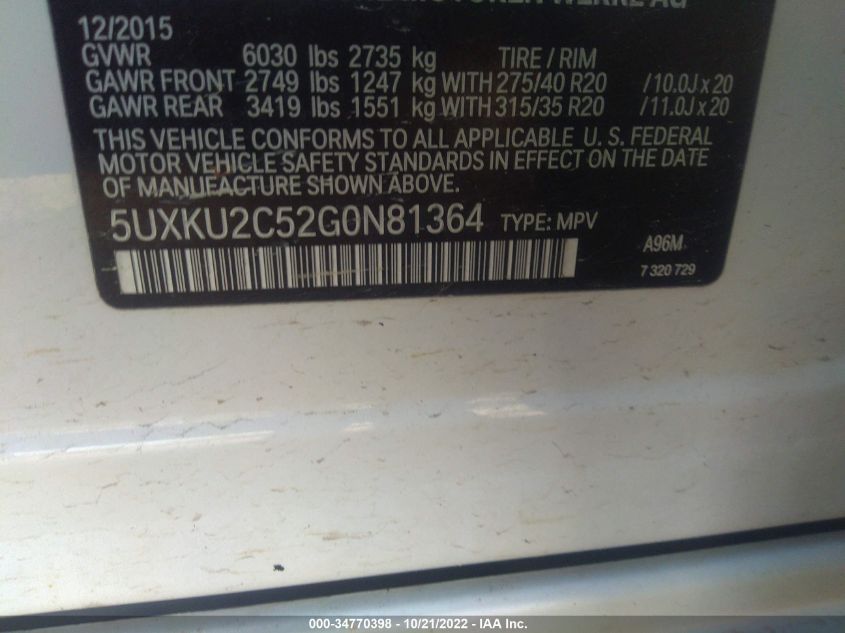 MOTOREN WERKE AG
12/2015
GVWR 6030 lbs 2735 kg TIRE / RIM
GAWR FRONT 2749 lbs 1247 kg WITH 275/40 R20 /10.0J x 20
GAWR REAR 3419 lbs 1551 kg WITH 315/35 R20 /11.0J x 20
THIS VEHICLE CONFORMS TO ALL APPLICABLE U. S. FEDERAL
MOTOR VEHICLE SAFETY STANDARDS IN EFFECT ON THE DATE
OF MANUFACTURE SHOWN ABOVE.
5UXKU2C52G0N81364 TYPE: MPV
A96M
7 320 729
000-34770398 - 10/21/2022 - IAA Inc.